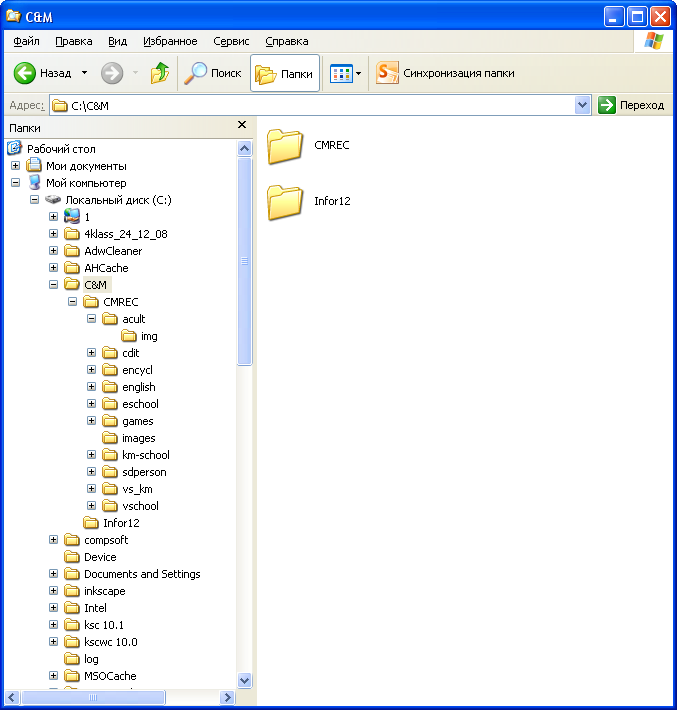 C&M
Файл Правка Вид Избранное Сервис Справка
Назад Поиск Папки Синхронизация папки
Адрес: C:\C&M Переход
Папки
Рабочий стол
Мои документы
Мой компьютер
Локальный диск (C:)
1
4klass_24_12_08
AdwCleaner
AHCache
C&M
CMREC
acult
img
cdit
encycl
english
eschool
games
images
km-school
sdperson
vs_km
vschool
Infor12
compsoft
Device
Documents and Settings
inkscape
Intel
ksc 10.1
kscwc 10.0
log
MSOCache
CMREC
Infor12